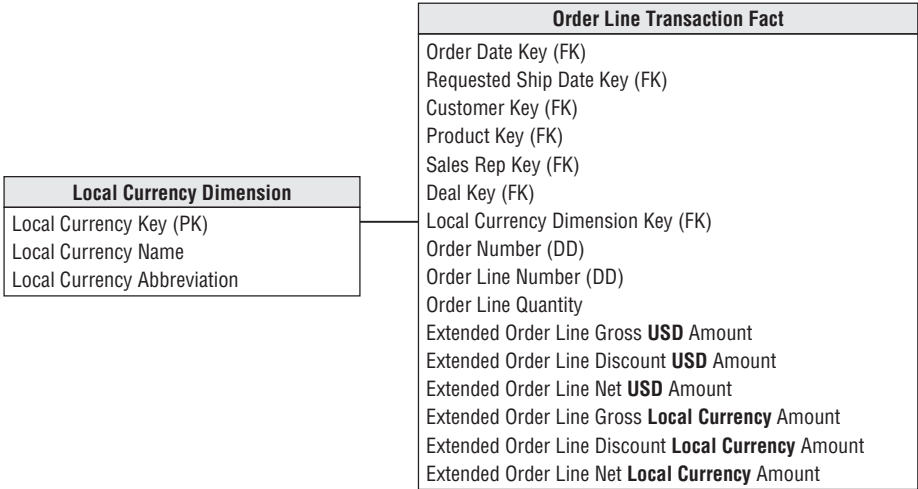 Order Line Transaction Fact
Order Date Key (FK)
Requested Ship Date Key (FK)
Customer Key (FK)
Product Key (FK)
Sales Rep Key (FK)
Deal Key (FK)
Local Currency Dimension Key (FK)
Order Number (DD)
Order Line Number (DD)
Order Line Quantity
Extended Order Line Gross USD Amount
Extended Order Line Discount USD Amount
Extended Order Line Net USD Amount
Extended Order Line Gross Local Currency Amount
Extended Order Line Discount Local Currency Amount
Extended Order Line Net Local Currency Amount
Local Currency Dimension
Local Currency Key (PK)
Local Currency Name
Local Currency Abbreviation